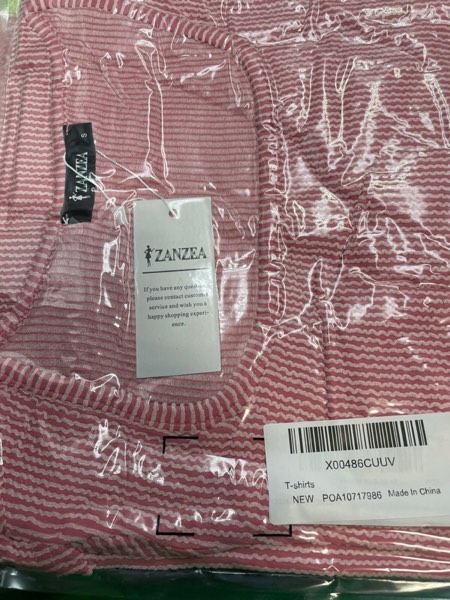 S
ZANZEA
ZANZEA
If you have any question
please contact customer
service and wish you a
happy shopping experi-
ence.
X00486CUUV
T-shirts
NEW POA10717986 Made In China